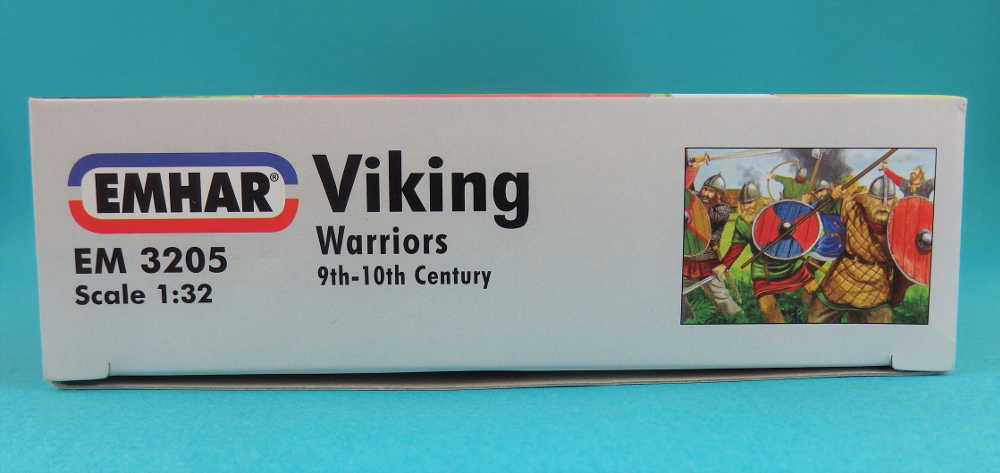 EMHAR®
EM 3205
Scale 1:32
Viking
Warriors
9th-10th Century